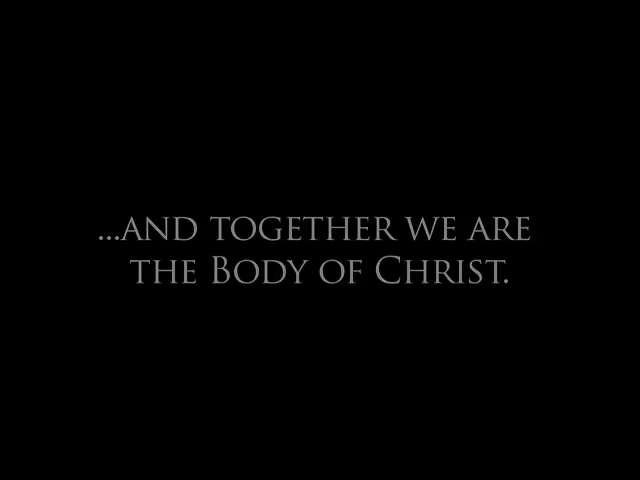 ...and together we are
the Body of Christ.